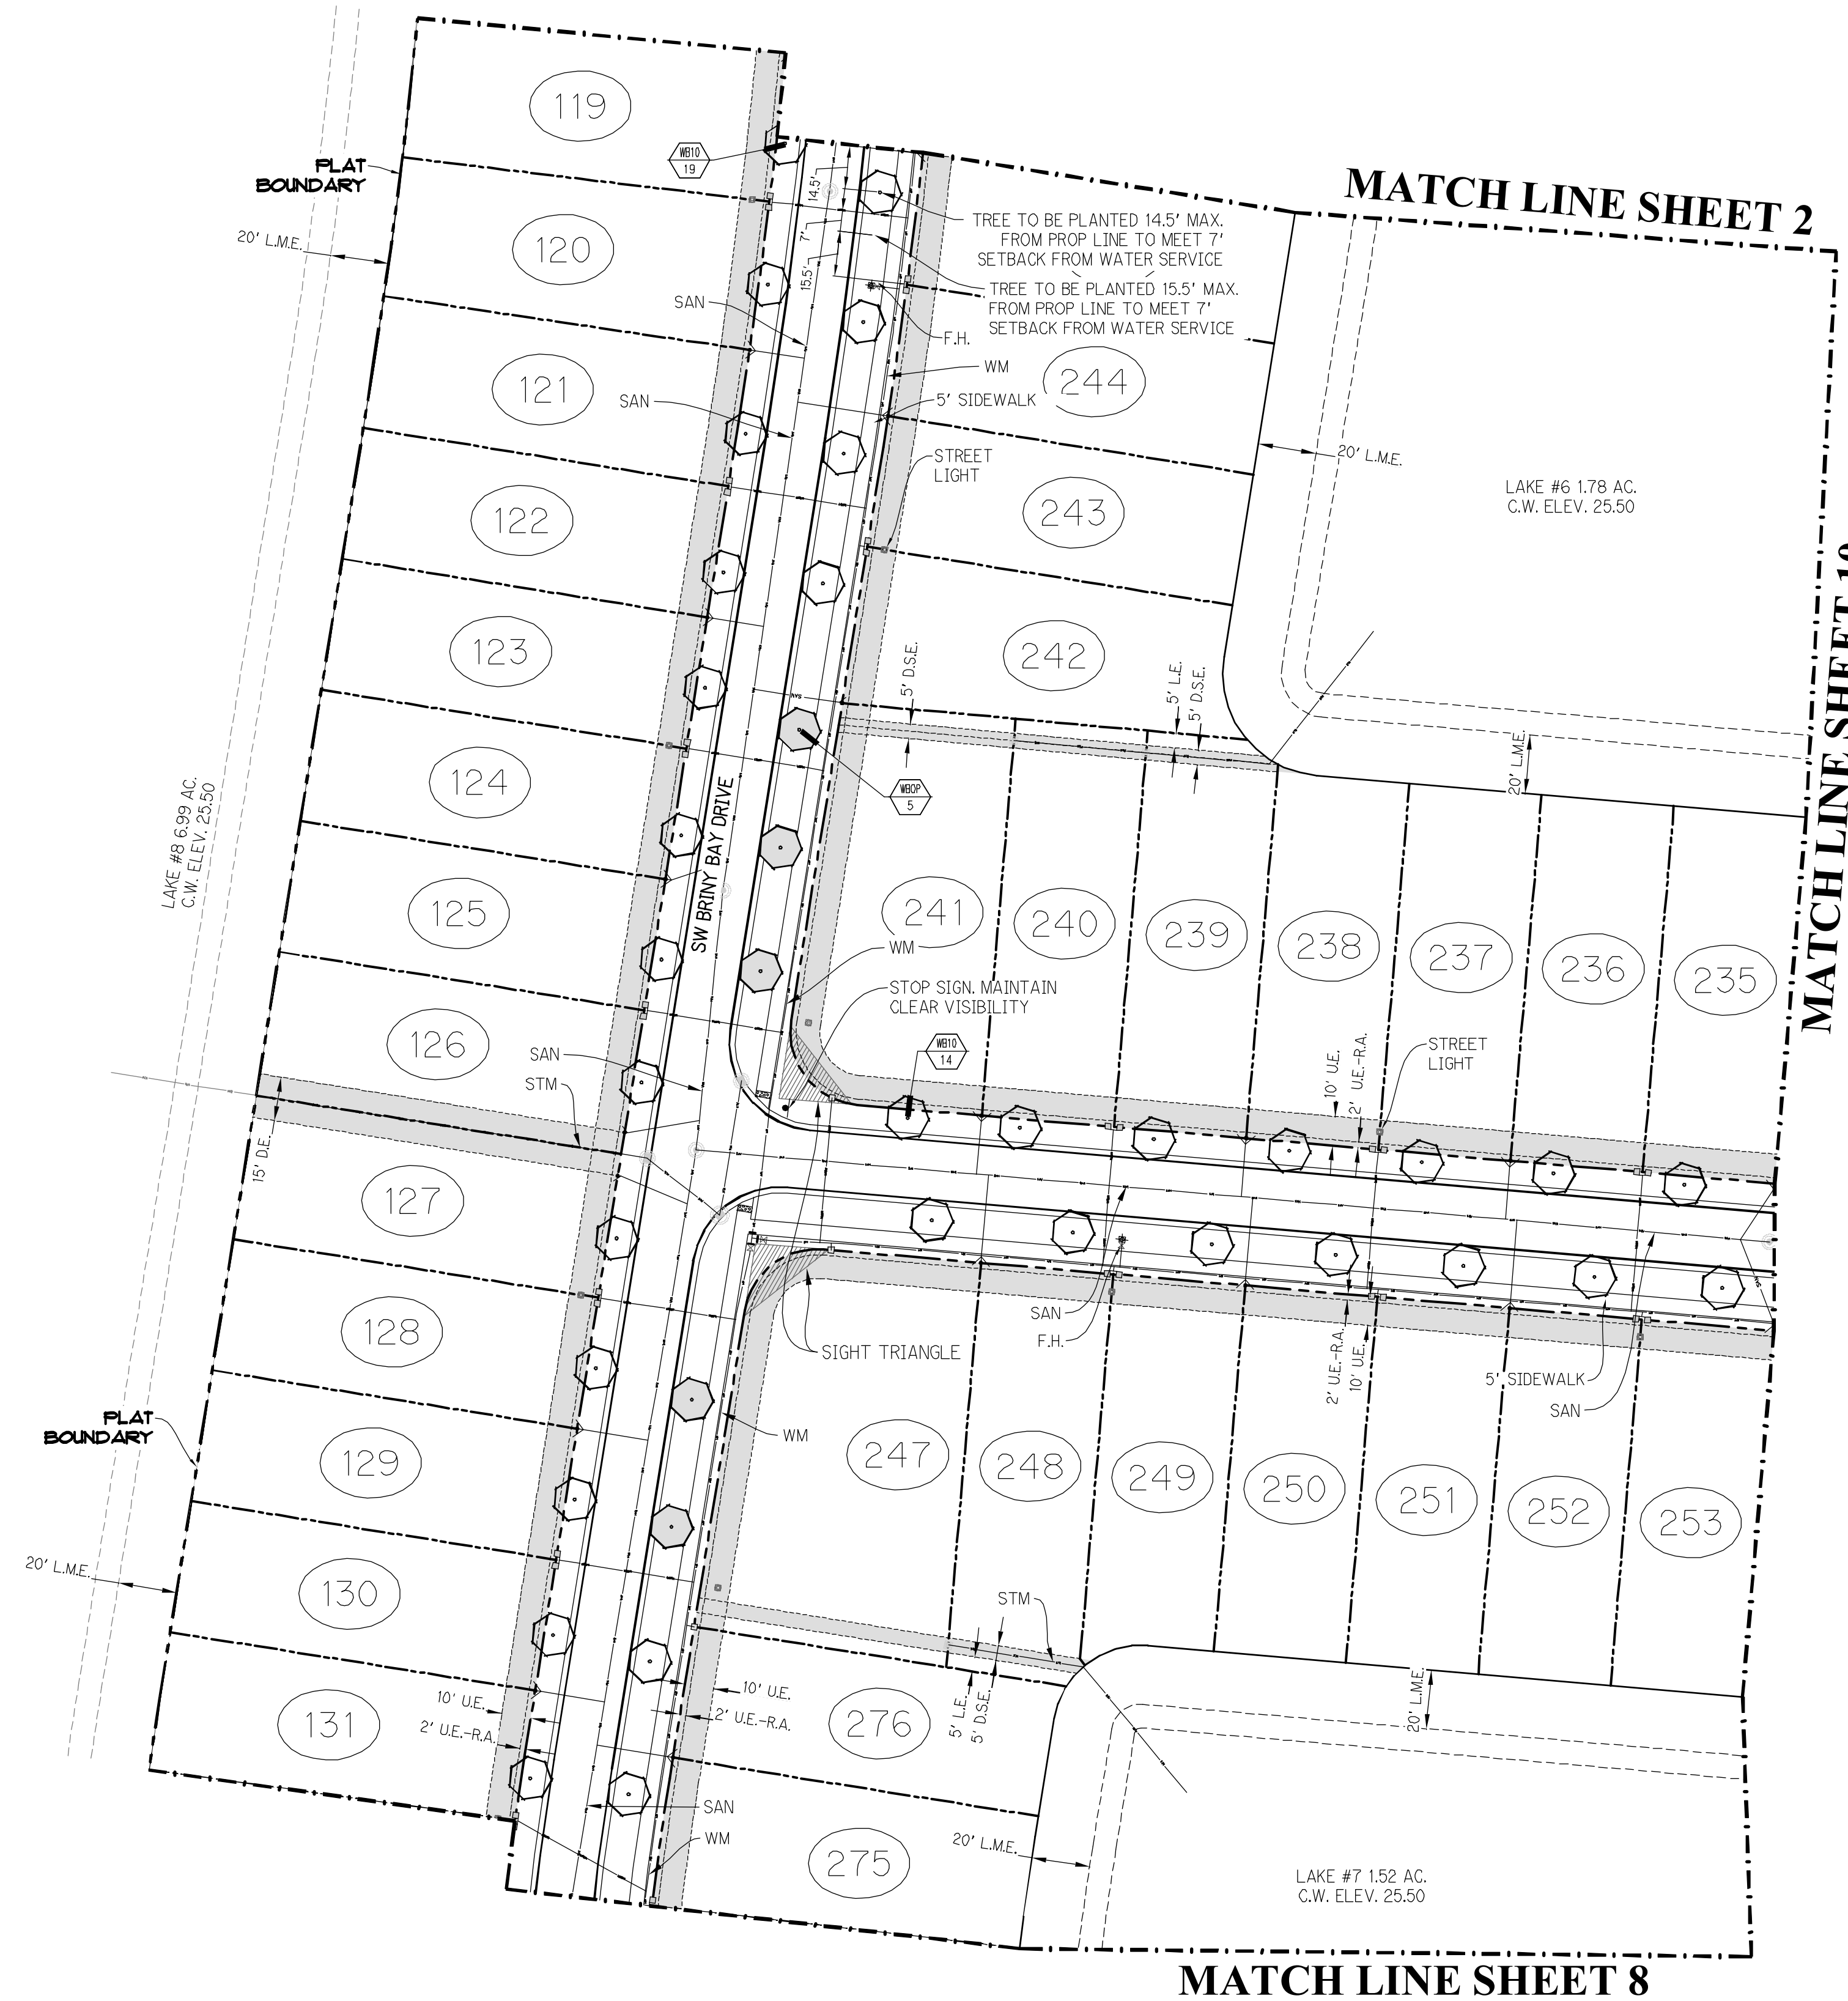 MATCH LINE SHEET 2
119
PLAT
BOUNDARY
WB10
19
14.5'
7'
15.5'
TREE TO BE PLANTED 14.5' MAX.
FROM PROP LINE TO MEET 7'
SETBACK FROM WATER SERVICE
TREE TO BE PLANTED 15.5' MAX.
FROM PROP LINE TO MEET 7'
SETBACK FROM WATER SERVICE
20' L.M.E.
120
SAN
F.H.
WM
244
121
SAN
5' SIDEWALK
STREET
LIGHT
20' L.M.E.
LAKE #6 1.78 AC.
C.W. ELEV. 25.50
122
243
MATCH LINE SHEET
123
242
SAN
5' D.S.E.
5' L.E.
5' D.S.E.
20' L.M.E.
124
WBOP
5
LAKE #8 6.99 AC.
C.W. ELEV. 25.50
SW BRINY BAY DRIVE
125
241
240
239
238
237
236
235
WM
STOP SIGN. MAINTAIN
CLEAR VISIBILITY
126
WB10
14
SAN
STM
10' U.E.
2' U.E.-R.A.
STREET
LIGHT
15' D.E.
127
SAN
F.H.
SAN
128
SIGHT TRIANGLE
2' U.E.-R.A.
10' U.E.
5' SIDEWALK
SAN
PLAT
BOUNDARY
WM
129
247
248
249
250
251
252
253
20' L.M.E.
130
STM
10' U.E.
2' U.E.-R.A.
10' U.E.
2' U.E.-R.A.
131
276
5' L.E.
5' D.S.E.
20' L.M.E.
SAN
WM
275
20' L.M.E.
LAKE #7 1.52 AC.
C.W. ELEV. 25.50
MATCH LINE SHEET 8